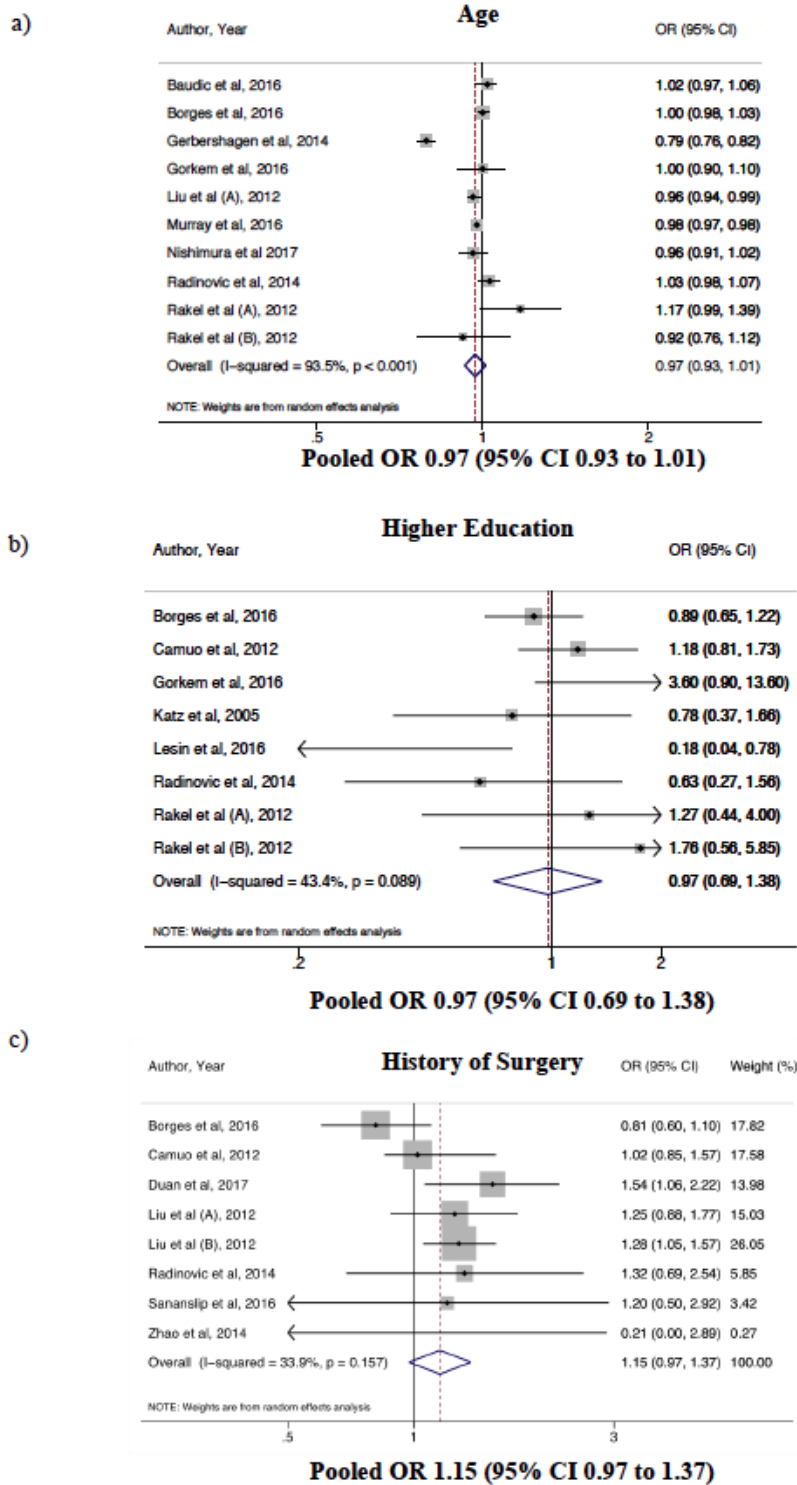 a)
Age
Author, Year OR (95% CI)
Baudic et al, 2016 1.02 (0.97, 1.06)
Borges et al, 2016 1.00 (0.98, 1.03)
Gerbershagen et al, 2014 0.79 (0.76, 0.82)
Gorkem et al, 2016 1.00 (0.90, 1.10)
Liu et al (A), 2012 0.96 (0.94, 0.99)
Murray et al, 2016 0.98 (0.97, 0.98)
Nishimura et al 2017 0.96 (0.91, 1.02)
Radinovic et al, 2014 1.03 (0.98, 1.07)
Rakel et al (A), 2012 1.17 (0.99, 1.39)
Rakel et al (B), 2012 0.92 (0.76, 1.12)
Overall (I-squared = 93.5%, p < 0.001) 0.97 (0.93, 1.01)
NOTE: Weights are from random effects analysis
.5 1 2
Pooled OR 0.97 (95% CI 0.93 to 1.01)
b)
Higher Education
Author, Year OR (95% CI)
Borges et al, 2016 0.89 (0.65, 1.22)
Camuo et al, 2012 1.18 (0.81, 1.73)
Gorkem et al, 2016 3.60 (0.90, 13.60)
Katz et al, 2005 0.78 (0.37, 1.66)
Lesin et al, 2016 0.18 (0.04, 0.78)
Radinovic et al, 2014 0.63 (0.27, 1.56)
Rakel et al (A), 2012 1.27 (0.44, 4.00)
Rakel et al (B), 2012 1.76 (0.56, 5.85)
Overall (I-squared = 43.4%, p = 0.089) 0.97 (0.69, 1.38)
NOTE: Weights are from random effects analysis
.2 1 2
Pooled OR 0.97 (95% CI 0.69 to 1.38)
c)
Author, Year History of Surgery OR (95% CI) Weight (%)
Borges et al, 2016 0.81 (0.60, 1.10) 17.82
Camuo et al, 2012 1.02 (0.85, 1.57) 17.58
Duan et al, 2017 1.54 (1.06, 2.22) 13.98
Liu et al (A), 2012 1.25 (0.88, 1.77) 15.03
Liu et al (B), 2012 1.28 (1.05, 1.57) 26.05
Radinovic et al, 2014 1.32 (0.69, 2.54) 5.85
Sananslip et al, 2016 1.20 (0.50, 2.92) 3.42
Zhao et al, 2014 0.21 (0.00, 2.89) 0.27
Overall (I-squared = 33.9%, p = 0.157) 1.15 (0.97, 1.37) 100.00
NOTE: Weights are from random effects analysis
.5 1 3
Pooled OR 1.15 (95% CI 0.97 to 1.37)